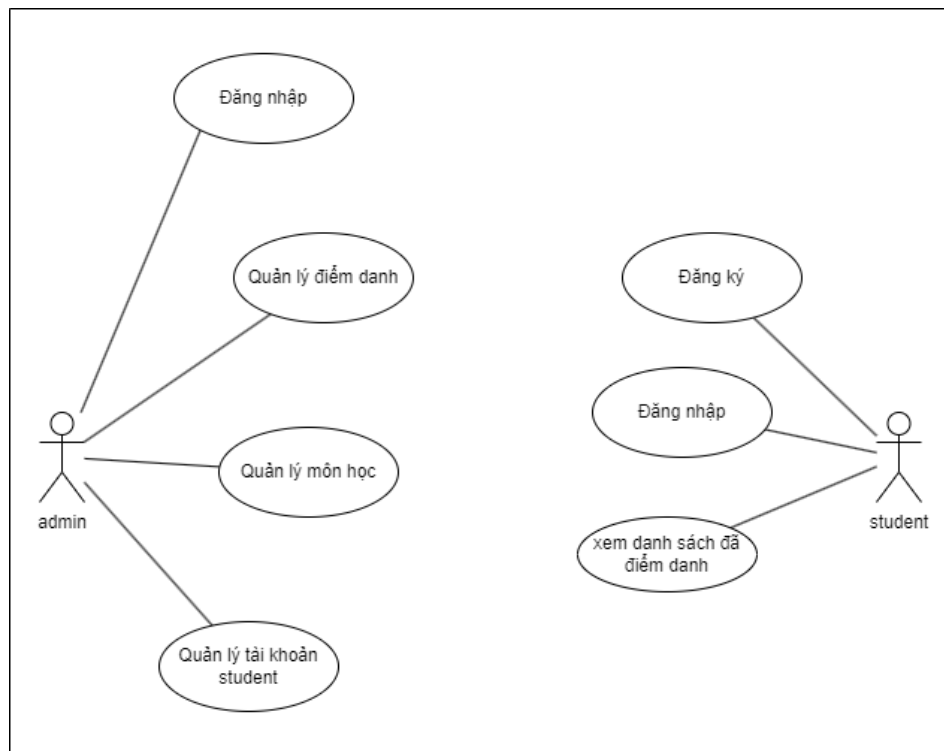 Đăng nhập
Quản lý điểm danh
Đăng ký
Đăng nhập
Quản lý môn học
admin
student
xem danh sách đã
điểm danh
Quản lý tài khoản
student